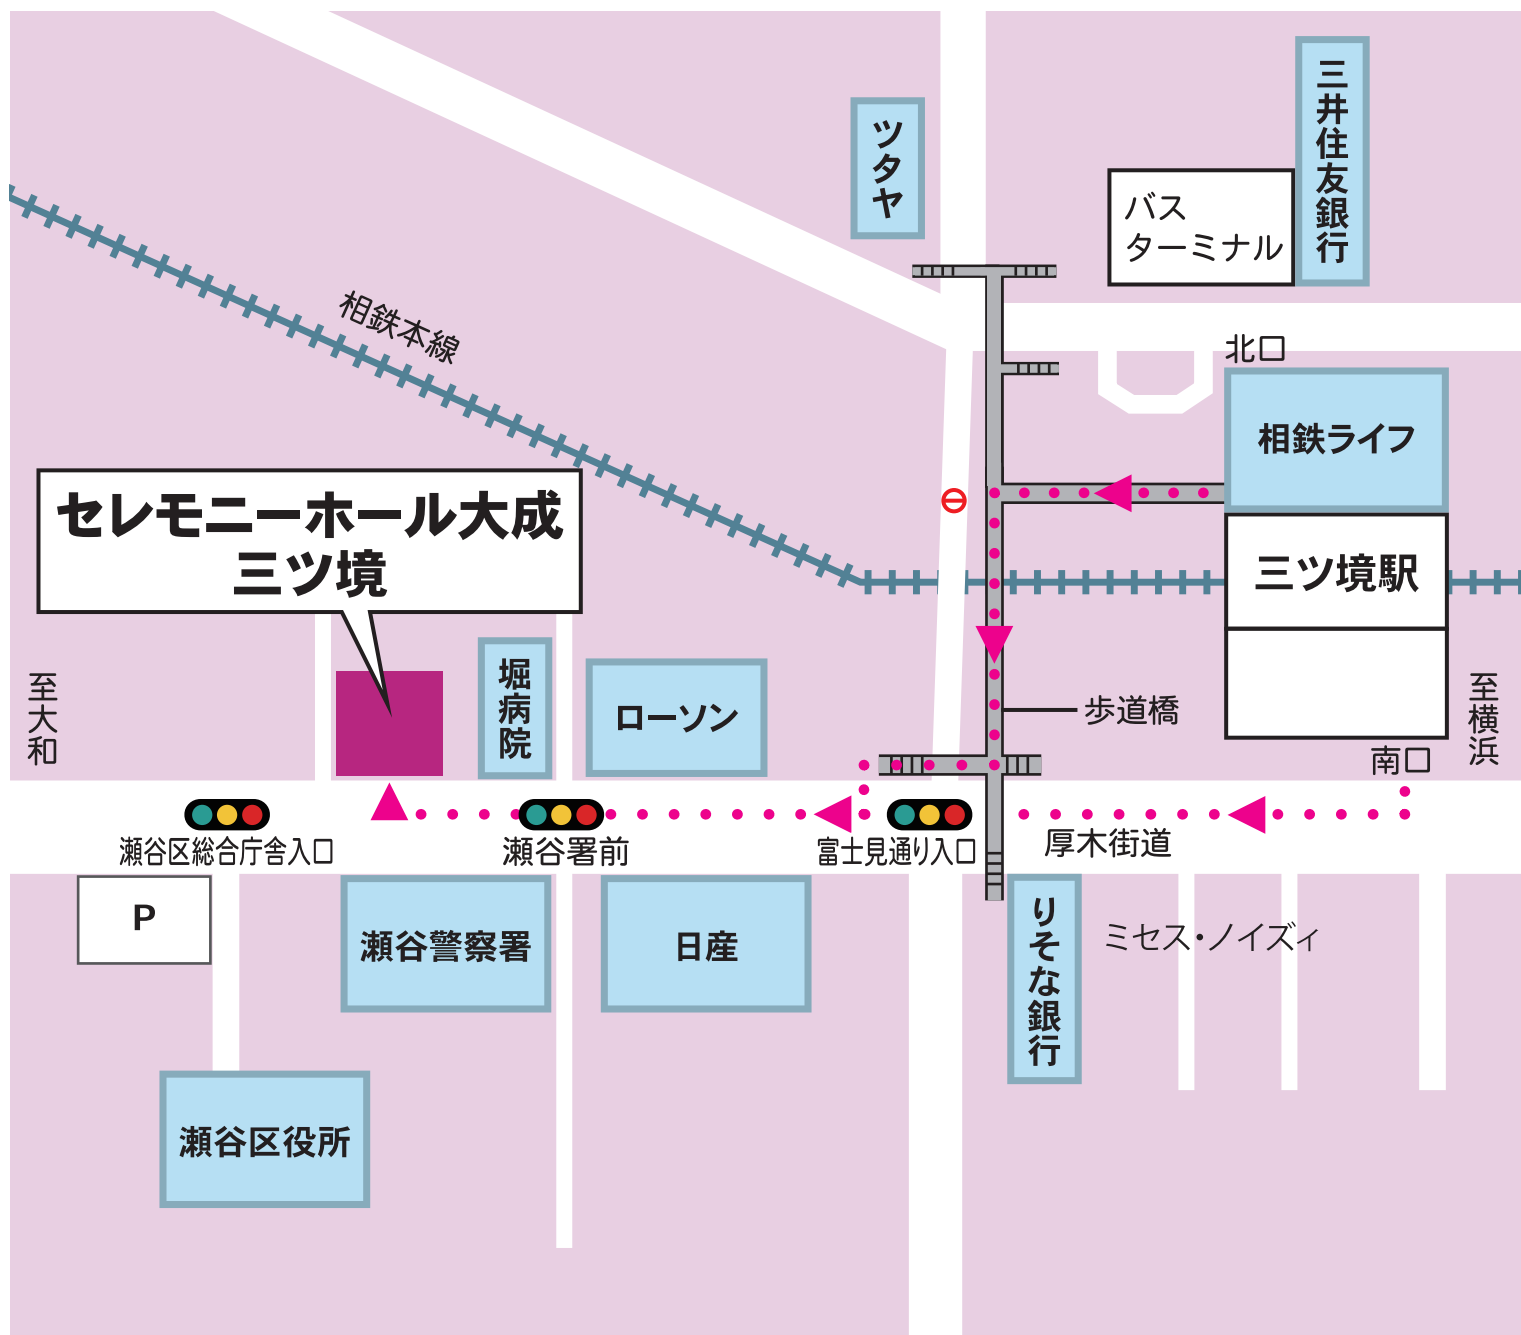 三井住友銀行
ツタヤ
バス
ターミナル
相鉄本線
北口
相鉄ライフ
セレモニーホール大成
三ツ境
三ツ境駅
至大和
堀病院
ローソン
歩道橋
至横浜
南口
瀬谷区総合庁舎入口
瀬谷署前
富士見通り入口
厚木街道
P
瀬谷警察署
日産
りそな銀行
ミセス・ノイズィ
瀬谷区役所